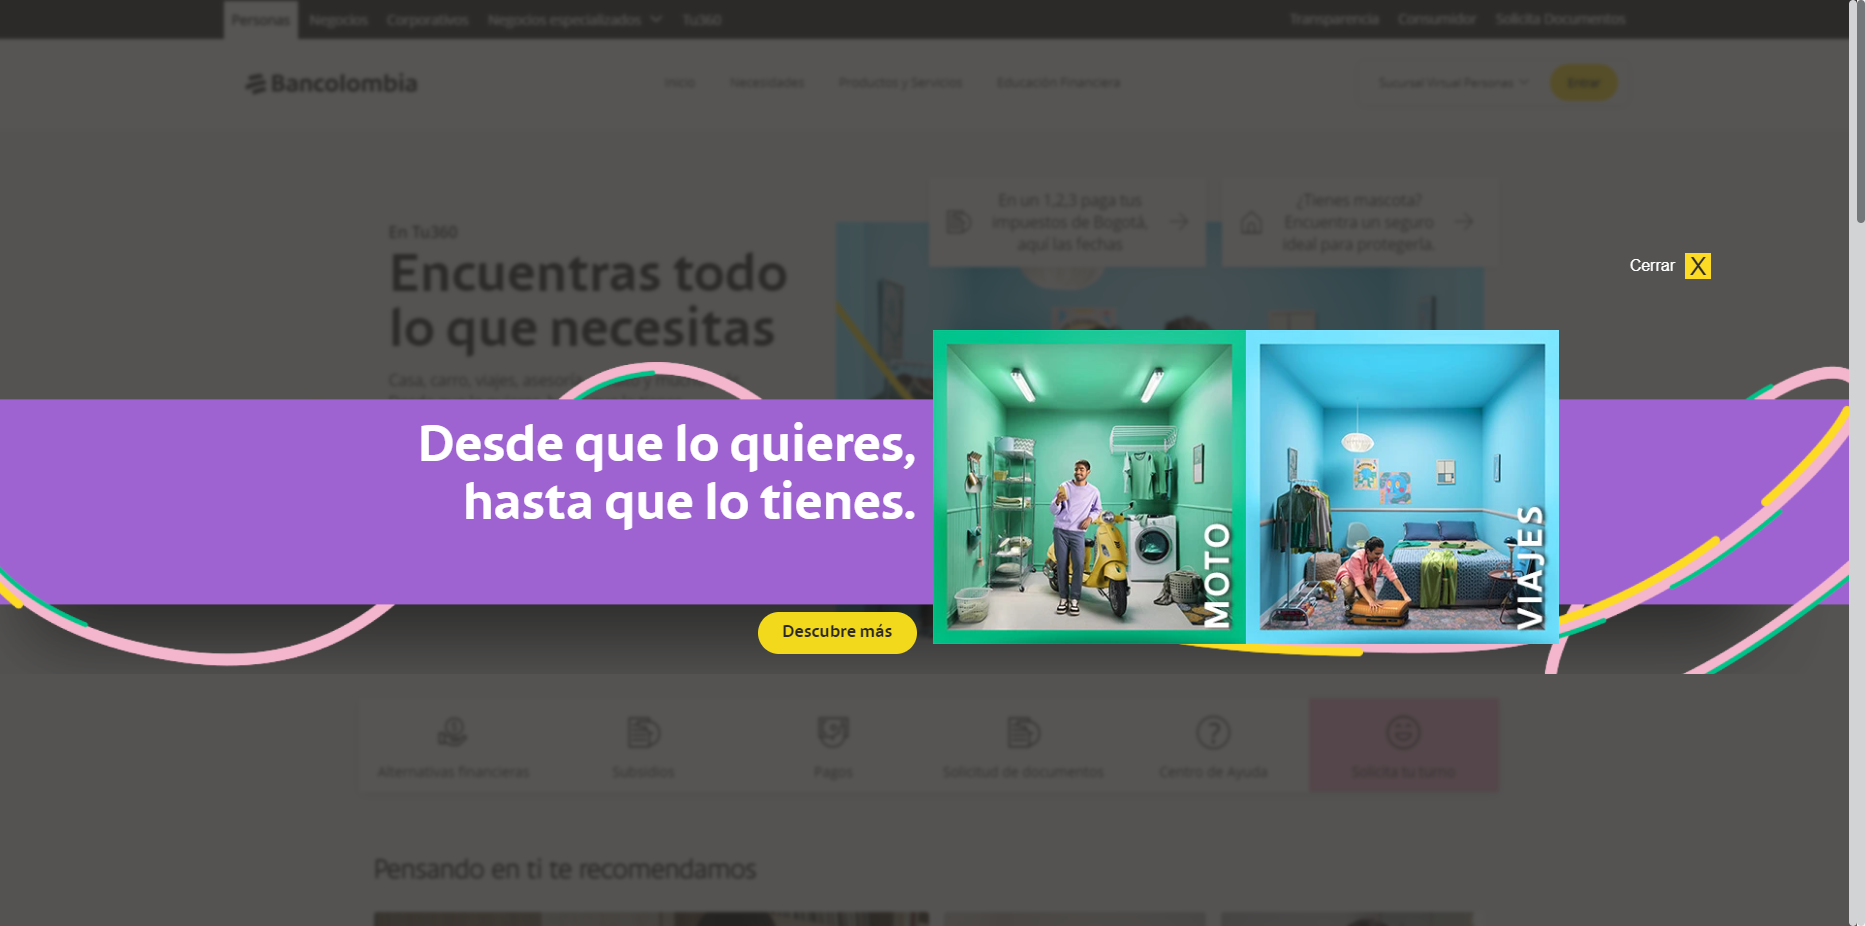 Personas
Negocios
Corporativos
Negocios especializados
Tu360
Transparencia
Consumidor
Solicita Documentos
Bancolombia
Inicio
Necesidades
Productos y Servicios
Educación Financiera
Sucursal Virtual Personas
Entrar
En un 1,2,3 paga tus
impuestos de Bogotá,
aquí las fechas
¿Tienes mascota?
Encuentra un seguro
ideal para protegerla.
En Tu360
Encuentras todo
lo que necesitas
Casa, carro, viajes,
Cerrar X
Desde que lo quieres,
hasta que lo tienes.
Descubre más
MOTO
VIAJES
Alternativas financieras
Subsidios
Pagos
Solicitud de documentos
Centro de Ayuda
Solicita tu turno
Pensando en ti te recomendamos